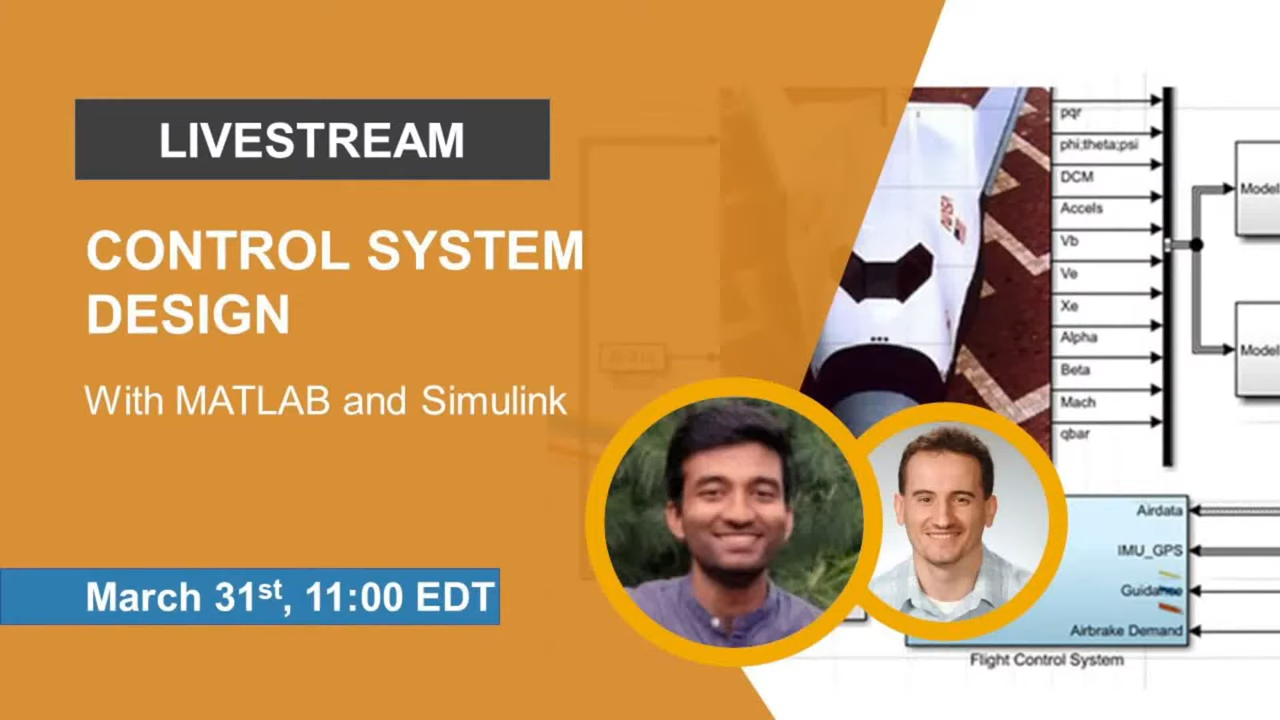 LIVESTREAM
CONTROL SYSTEM
DESIGN
With MATLAB and Simulink
March 31st, 11:00 EDT
pqr
phi;theta;psi
DCM
Accels
Vb
Ve
Xe
Alpha
Beta
Mach
qbar
Model
Model
Airdata
IMU_GPS
Guidance
Airbrake Demand
Flight Control System